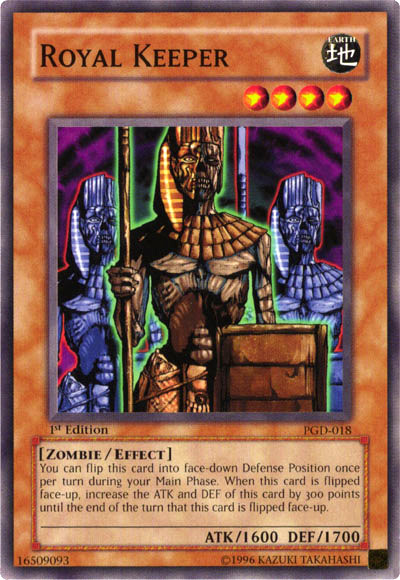 ROYAL KEEPER
EARTH
地
1st Edition
PGD-018
[ZOMBIE/EFFECT]
You can flip this card into face-down Defense Position once
per turn during your Main Phase. When this card is flipped
face-up, increase the ATK and DEF of this card by 300 points
until the end of the turn that this card is flipped face-up.
ATK/1600 DEF/1700
16509093
©1996 KAZUKI TAKAHASHI